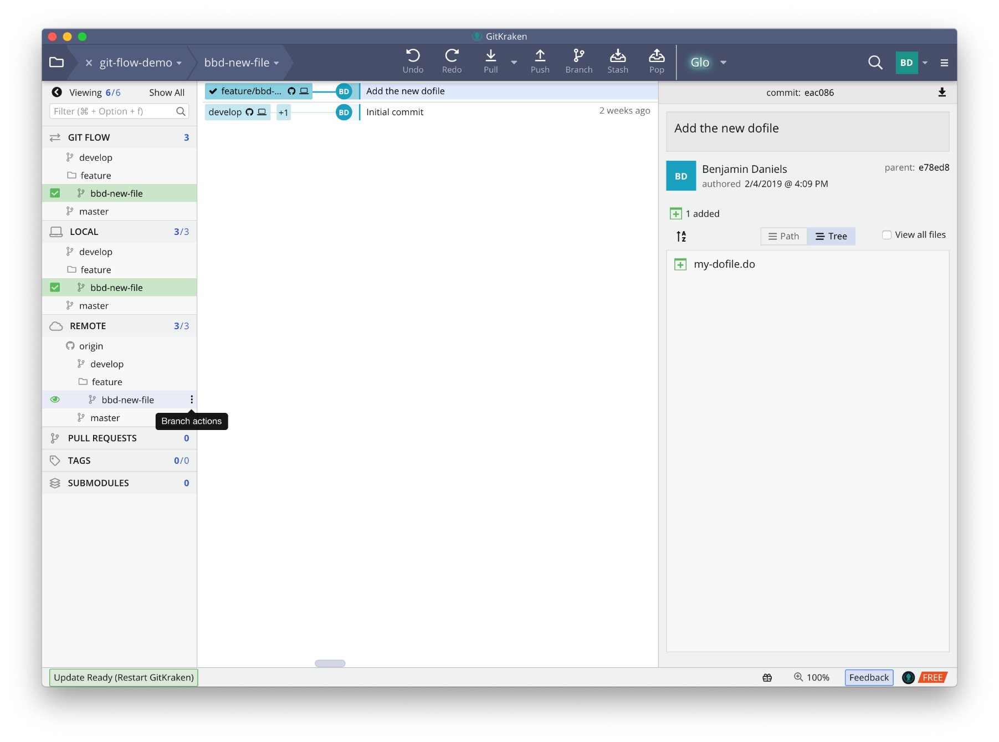 GitKraken
git-flow-demo
bbd-new-file
Undo
Redo
Pull
Push
Branch
Stash
Pop
Glo
BD
Viewing 6/6
Show All
Filter (⌘ + Option + f)
GIT FLOW 3
develop
feature
bbd-new-file
master
LOCAL 3/3
develop
feature
bbd-new-file
master
REMOTE 3/3
origin
develop
feature
bbd-new-file
master
Branch actions
PULL REQUESTS 0
TAGS 0/0
SUBMODULES 0
feature/bbd-... BD Add the new dofile
develop +1 BD Initial commit 2 weeks ago
commit: eac086
Add the new dofile
BD
Benjamin Daniels
authored 2/4/2019 @ 4:09 PM
parent: e78ed8
1 added
A
Z
Path
Tree
View all files
my-dofile.do
Update Ready (Restart GitKraken)
100%
Feedback
FREE